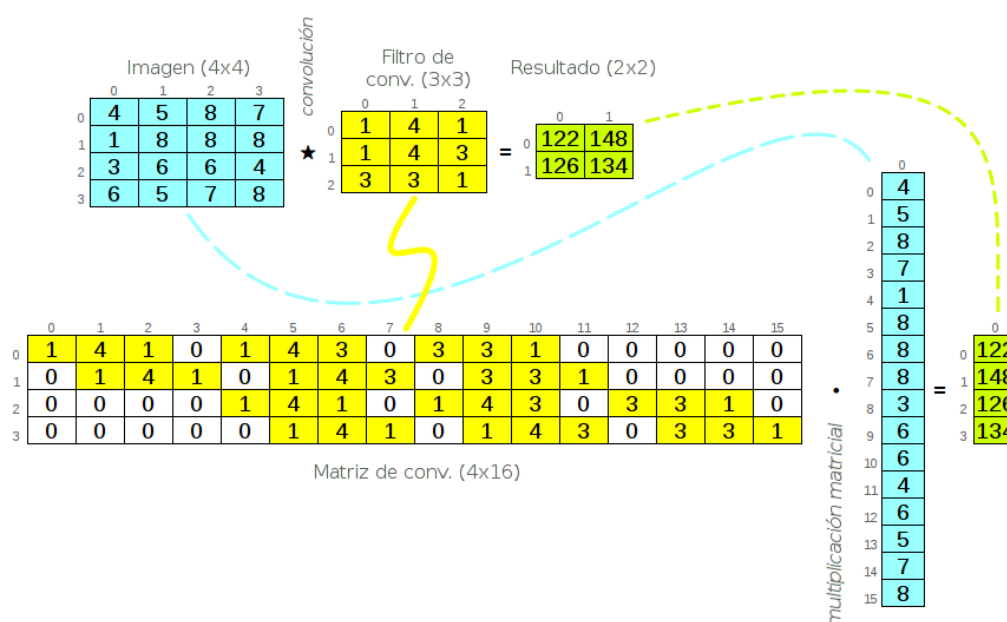 Imagen (4x4)
convolución
Filtro de
conv. (3x3)
Resultado (2x2)
0 1 2 3
0 4 5 8 7
1 1 8 8 8
2 3 6 6 4
3 6 5 7 8
★
0 1 2
0 1 4 1
1 1 4 3
2 3 3 1
=
0 1
0 122 148
1 126 134
0 1 2 3 4 5 6 7 8 9 10 11 12 13 14 15
0 1 4 1 0 1 4 3 0 3 3 1 0 0 0 0 0
1 0 1 4 1 0 1 4 3 0 3 3 1 0 0 0 0
2 0 0 0 0 1 4 1 0 1 4 3 0 3 3 1 0
3 0 0 0 0 0 1 4 1 0 1 4 3 0 3 3 1
Matriz de conv. (4x16)
·
multiplicación matricial
0
0 4
1 5
2 8
3 7
4 1
5 8
6 8
7 8
8 3
9 6
10 6
11 4
12 6
13 5
14 7
15 8
=
0
0 122
1 148
2 126
3 134